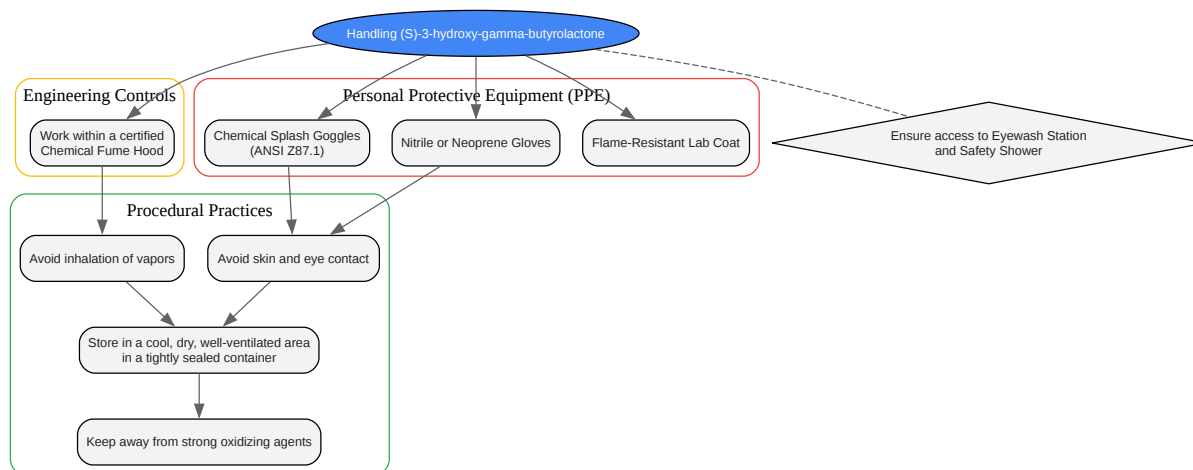 Handling (S)-3-hydroxy-gamma-butyrolactone
Engineering Controls
Personal Protective Equipment (PPE)
Work within a certified
Chemical Fume Hood
Chemical Splash Goggles
(ANSI Z87.1)
Nitrile or Neoprene Gloves
Flame-Resistant Lab Coat
Ensure access to Eyewash Station
and Safety Shower
Procedural Practices
Avoid inhalation of vapors
Avoid skin and eye contact
Store in a cool, dry, well-ventilated area
in a tightly sealed container
Keep away from strong oxidizing agents